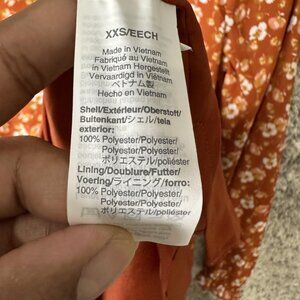 XXS/EECH
Made in Vietnam
Fabriqué au Vietnam
in Vietnam Hergestellt
Vervaardigd in Viêtnam
ベトナム製
Hecho en Vietnam
Shell/Extérieur/Oberstoff/
Buitenkant/シェル/tela
exterior:
100% Polyester/Polyester/
Polyester/Polyester/
ポリエステル/poliéster
Lining/Doublure/Futter/
Voering/ライニング/forro:
100% Polyester/Polyester/
Polyester/Polyester/
ポリエステル/poliéster